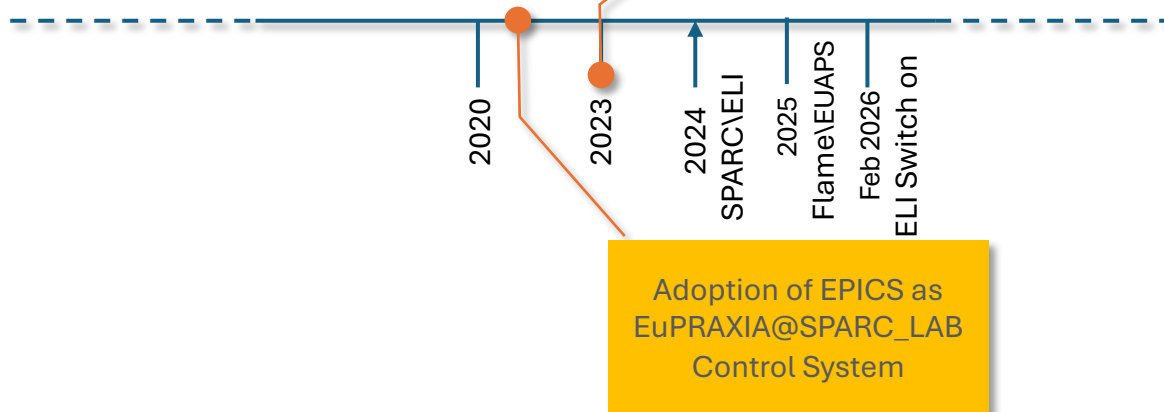 2020
2023
2024
SPARC\ELI
2025
Flame\EUAPS
Feb 2026
ELI Switch on
Adoption of EPICS as
EuPRAXIA@SPARC_LAB
Control System